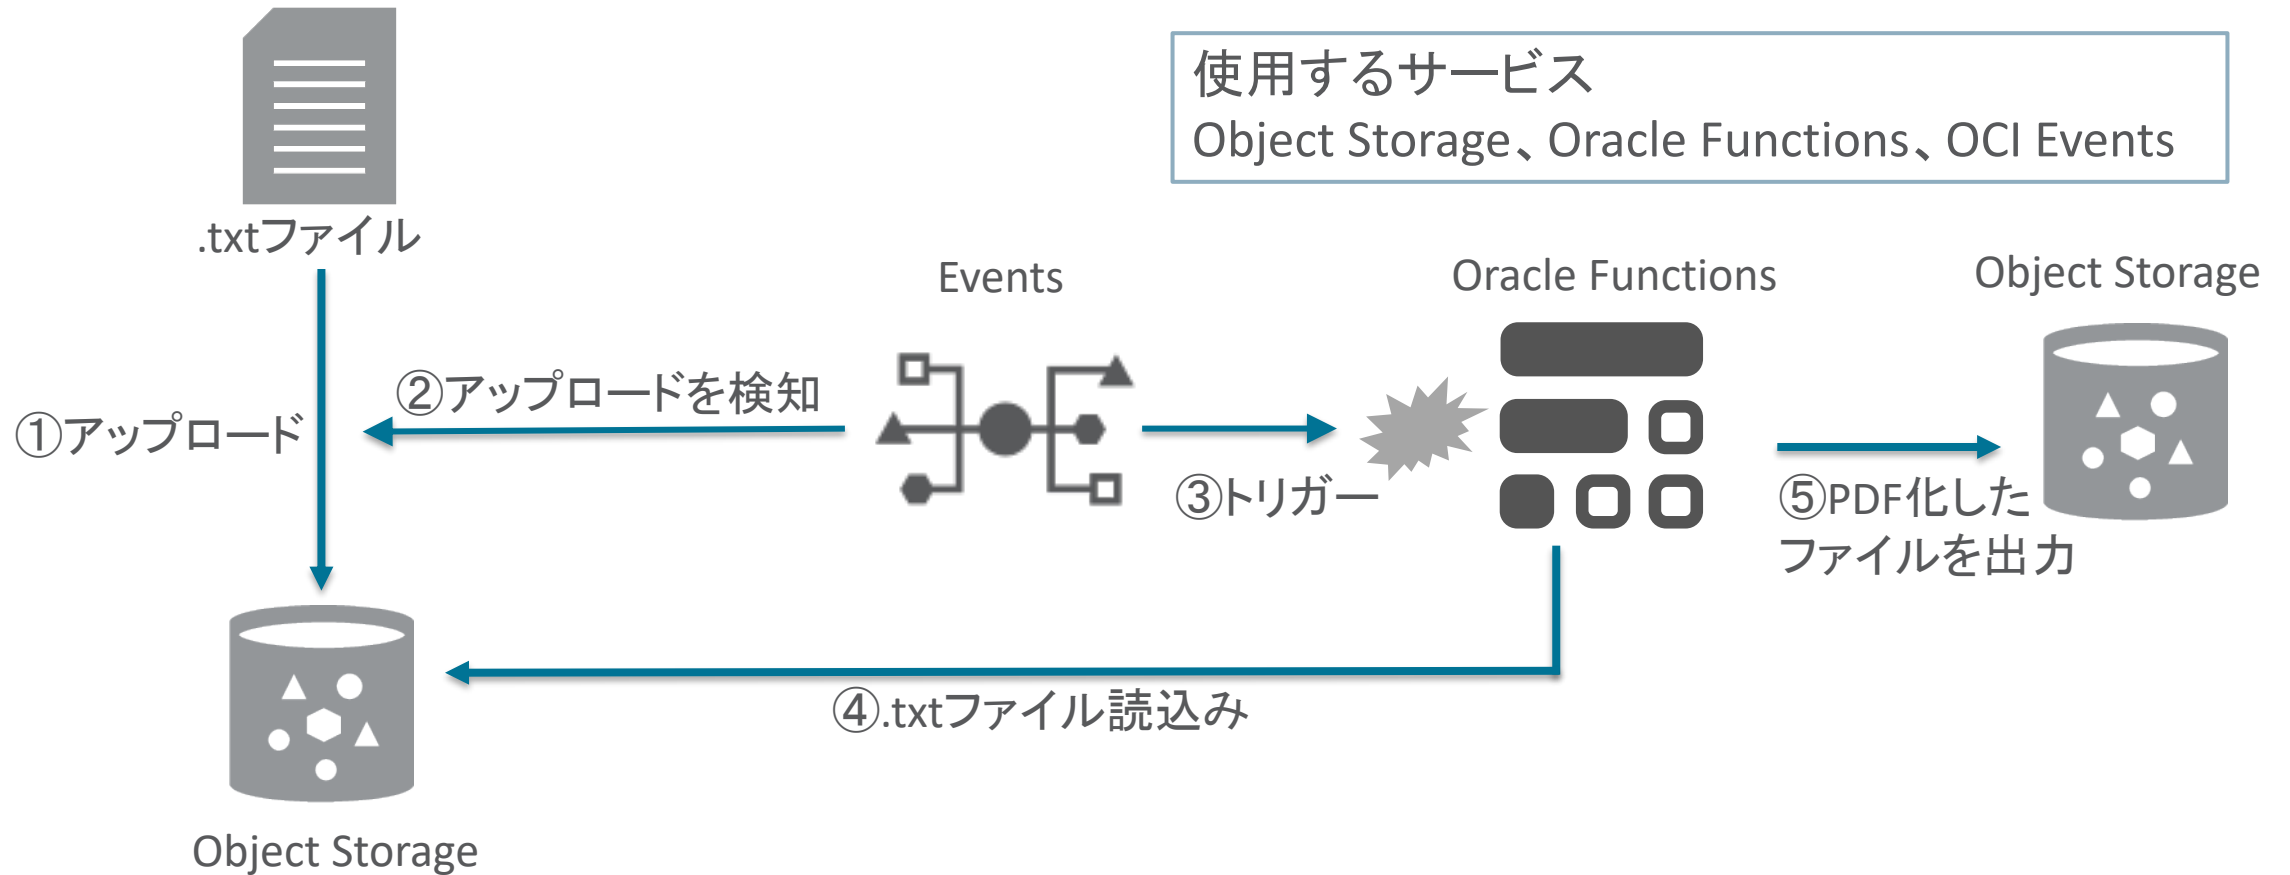 使用するサービス
Object Storage、Oracle Functions、OCI Events
.txtファイル
Events
Oracle Functions
Object Storage
①アップロード
②アップロードを検知
③トリガー
⑤PDF化した
ファイルを出力
④.txtファイル読込み
Object Storage